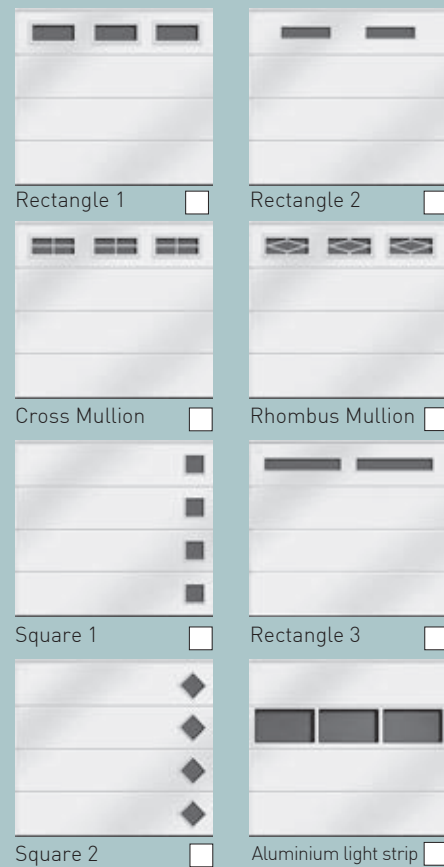 Rectangle 1
Rectangle 2
Cross Mullion
Rhombus Mullion
Square 1
Rectangle 3
Square 2
Aluminium light strip